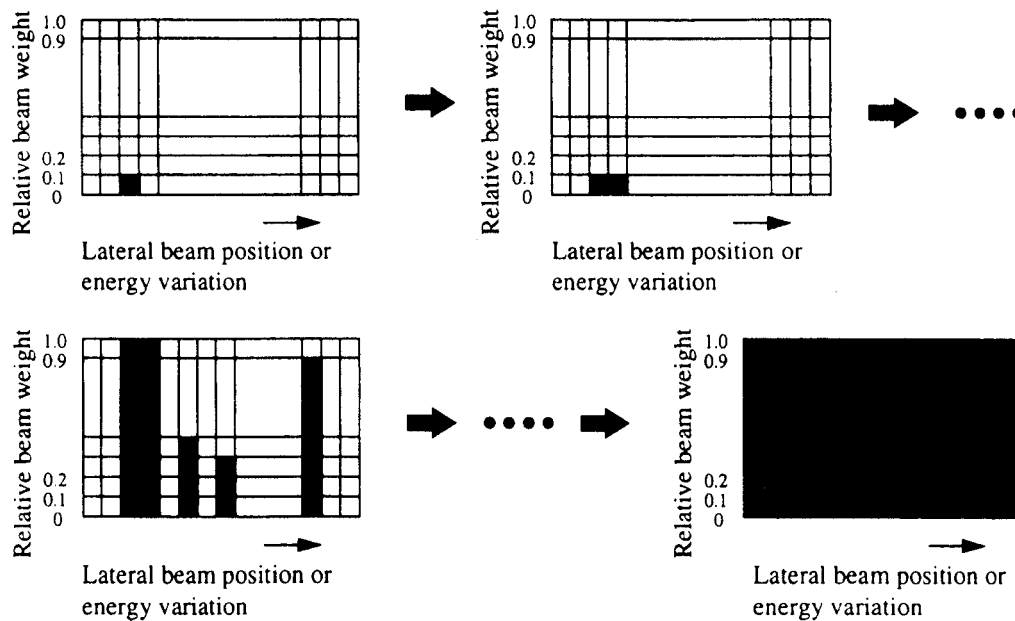 Relative beam weight
1.0
0.9
0.2
0.1
0
Lateral beam position or
energy variation
Relative beam weight
1.0
0.9
0.2
0.1
0
Lateral beam position or
energy variation
Relative beam weight
1.0
0.9
0.2
0.1
0
Lateral beam position or
energy variation
Relative beam weight
1.0
0.9
0.2
0.1
0
Lateral beam position or
energy variation